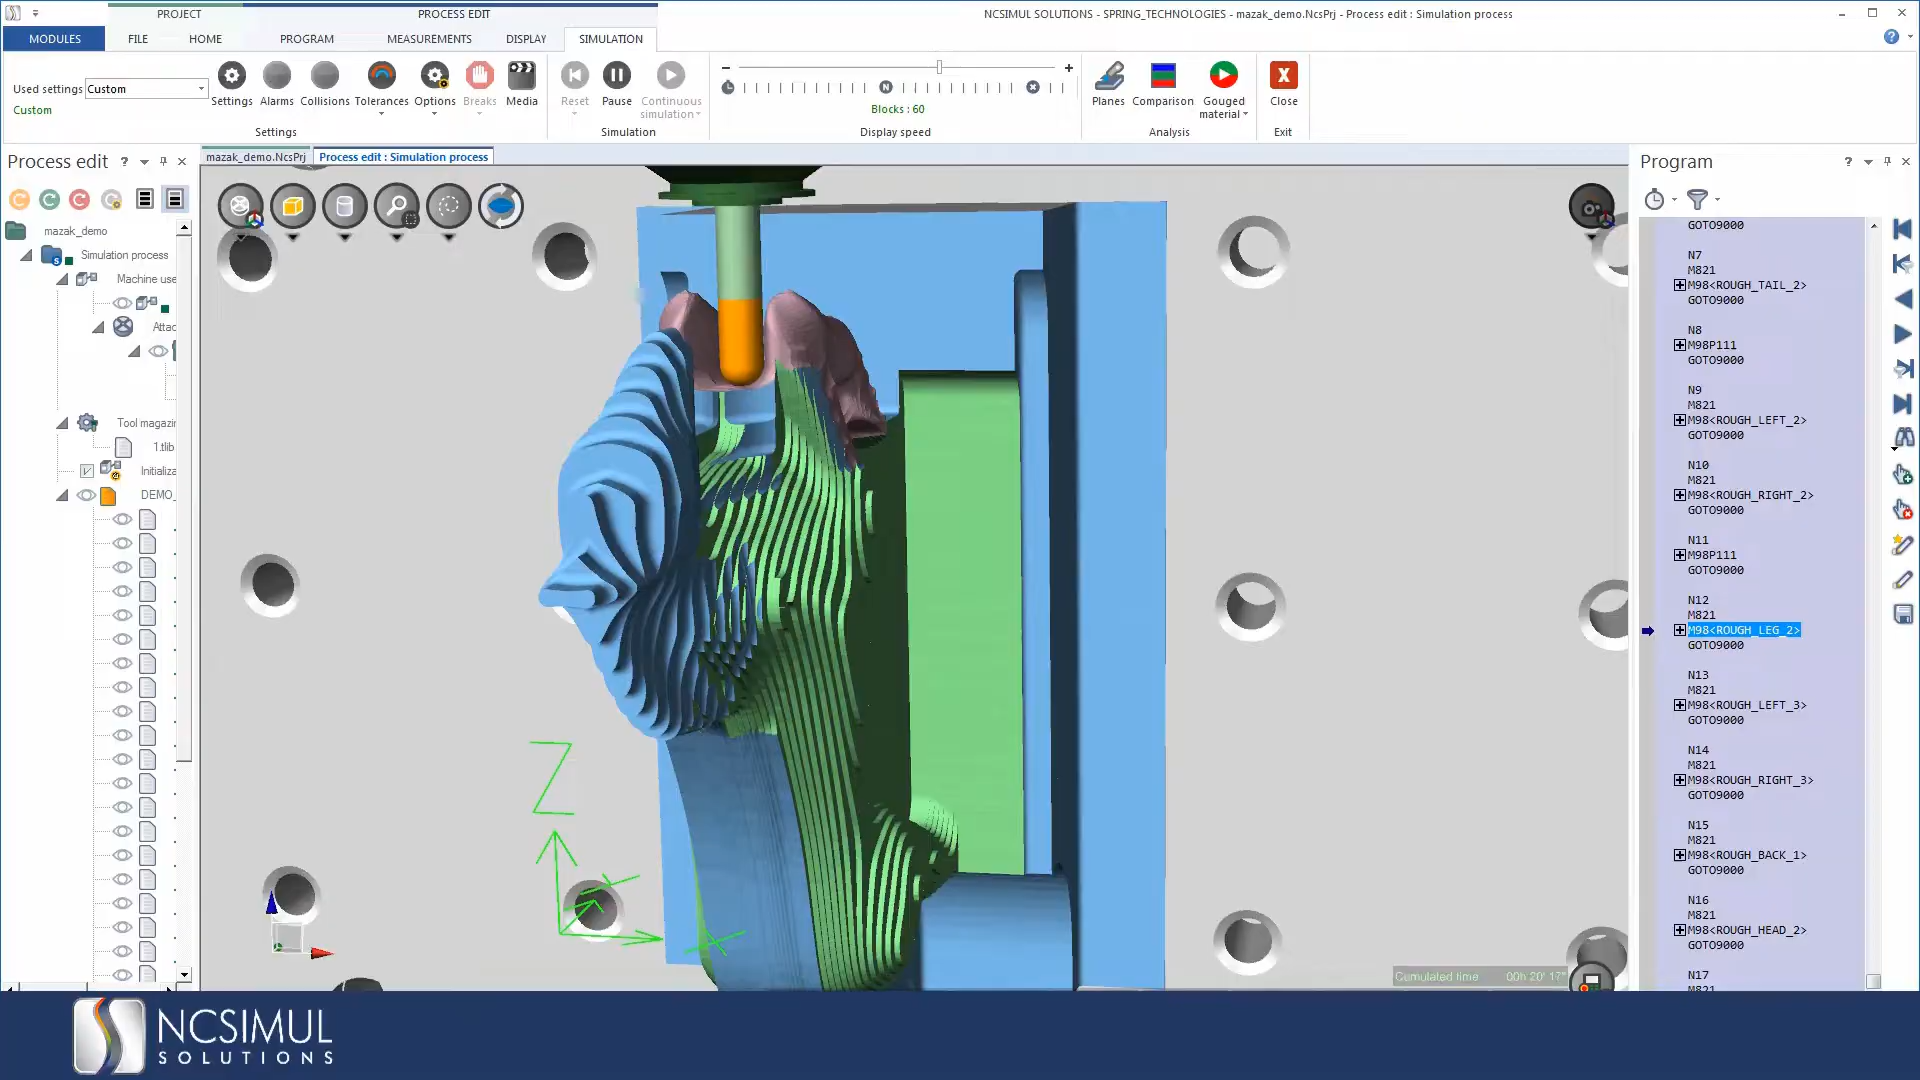 PROJECT
PROCESS EDIT
NCSIMUL SOLUTIONS - SPRING_TECHNOLOGIES - mazak_demo.NcsPrj - Process edit : Simulation process
MODULES
FILE
HOME
PROGRAM
MEASUREMENTS
DISPLAY
SIMULATION
Used settings
Custom
Custom
Settings
Alarms
Collisions
Tolerances
Options
Breaks
Media
Settings
Reset
Pause
Continuous
simulation
Simulation
N
Blocks : 60
Display speed
Planes
Comparison
Gouged
material
Analysis
Close
Exit
Process edit
mazak_demo.NcsPrj
Process edit : Simulation process
Program
mazak_demo
Simulation process
Machine use
Attac
Tool magazin
1.tlib
Initializa
DEMO_
Z
Cumulated time 00h 20' 17"
GOTO9000
N7
M821
M98<ROUGH_TAIL_2>
GOTO9000
N8
M98P111
GOTO9000
N9
M821
M98<ROUGH_LEFT_2>
GOTO9000
N10
M821
M98<ROUGH_RIGHT_2>
GOTO9000
N11
M98P111
GOTO9000
N12
M821
M98<ROUGH_LEG_2>
GOTO9000
N13
M821
M98<ROUGH_LEFT_3>
GOTO9000
N14
M821
M98<ROUGH_RIGHT_3>
GOTO9000
N15
M821
M98<ROUGH_BACK_1>
GOTO9000
N16
M821
M98<ROUGH_HEAD_2>
GOTO9000
N17
M821
NCSIMUL
SOLUTIONS